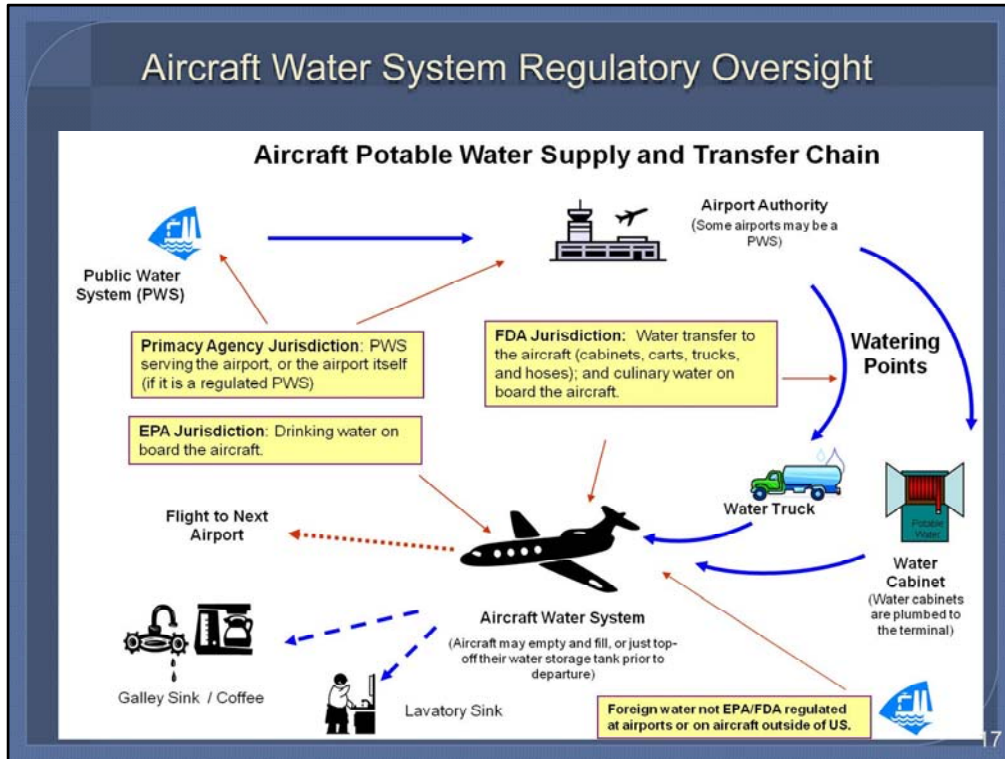 Aircraft Water System Regulatory Oversight
Aircraft Potable Water Supply and Transfer Chain
Public Water
System (PWS)
Airport Authority
(Some airports may be a
PWS)
Primacy Agency Jurisdiction: PWS
serving the airport, or the airport itself
(if it is a regulated PWS)
FDA Jurisdiction: Water transfer to
the aircraft (cabinets, carts, trucks,
and hoses); and culinary water on
board the aircraft.
Watering
Points
EPA Jurisdiction: Drinking water on
board the aircraft.
Flight to Next
Airport
Water Truck
Potable
Water
Water
Cabinet
(Water cabinets
are plumbed to
the terminal)
Aircraft Water System
(Aircraft may empty and fill, or just top-
off their water storage tank prior to
departure)
Galley Sink / Coffee
Lavatory Sink
Foreign water not EPA/FDA regulated
at airports or on aircraft outside of US.
17